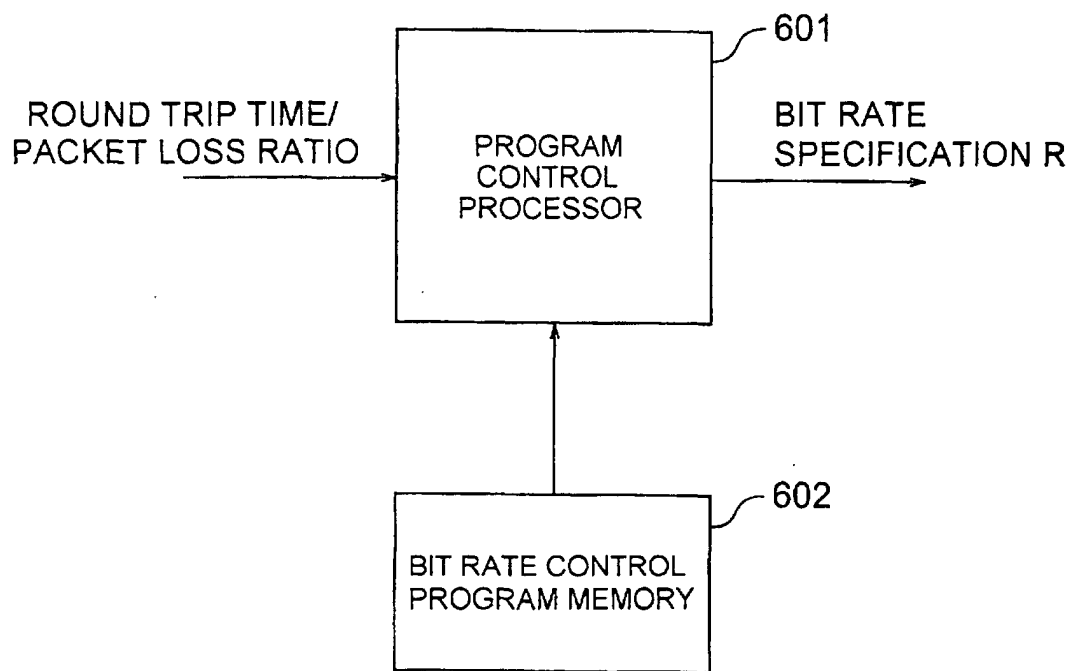 601
ROUND TRIP TIME/
PACKET LOSS RATIO
PROGRAM
CONTROL
PROCESSOR
BIT RATE
SPECIFICATION R
602
BIT RATE CONTROL
PROGRAM MEMORY